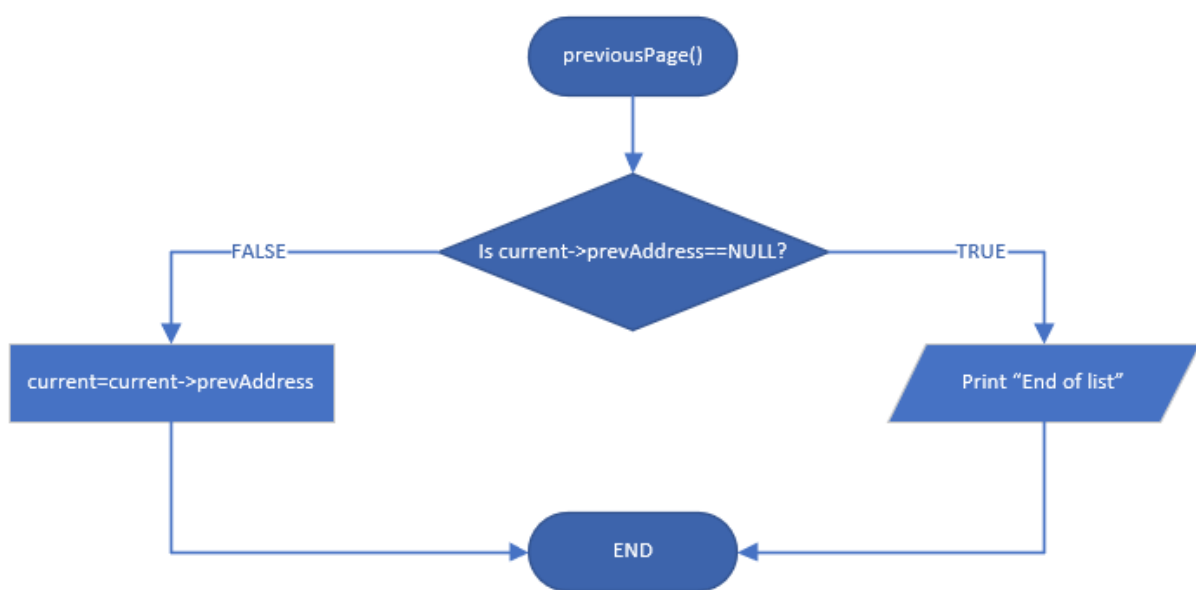 previousPage()
Is current->prevAddress==NULL?
FALSE
TRUE
current=current->prevAddress
Print “End of list”
END